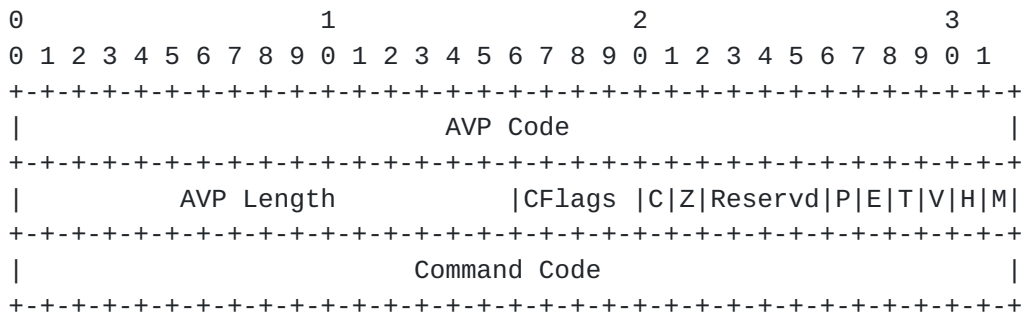 0                   1                   2                   3
0 1 2 3 4 5 6 7 8 9 0 1 2 3 4 5 6 7 8 9 0 1 2 3 4 5 6 7 8 9 0 1
+-+-+-+-+-+-+-+-+-+-+-+-+-+-+-+-+-+-+-+-+-+-+-+-+-+-+-+-+-+-+-+-+
|                           AVP Code                            |
+-+-+-+-+-+-+-+-+-+-+-+-+-+-+-+-+-+-+-+-+-+-+-+-+-+-+-+-+-+-+-+-+
|          AVP Length           |CFlags |C|Z|Reservd|P|E|T|V|H|M|
+-+-+-+-+-+-+-+-+-+-+-+-+-+-+-+-+-+-+-+-+-+-+-+-+-+-+-+-+-+-+-+-+
|                         Command Code                          |
+-+-+-+-+-+-+-+-+-+-+-+-+-+-+-+-+-+-+-+-+-+-+-+-+-+-+-+-+-+-+-+-+